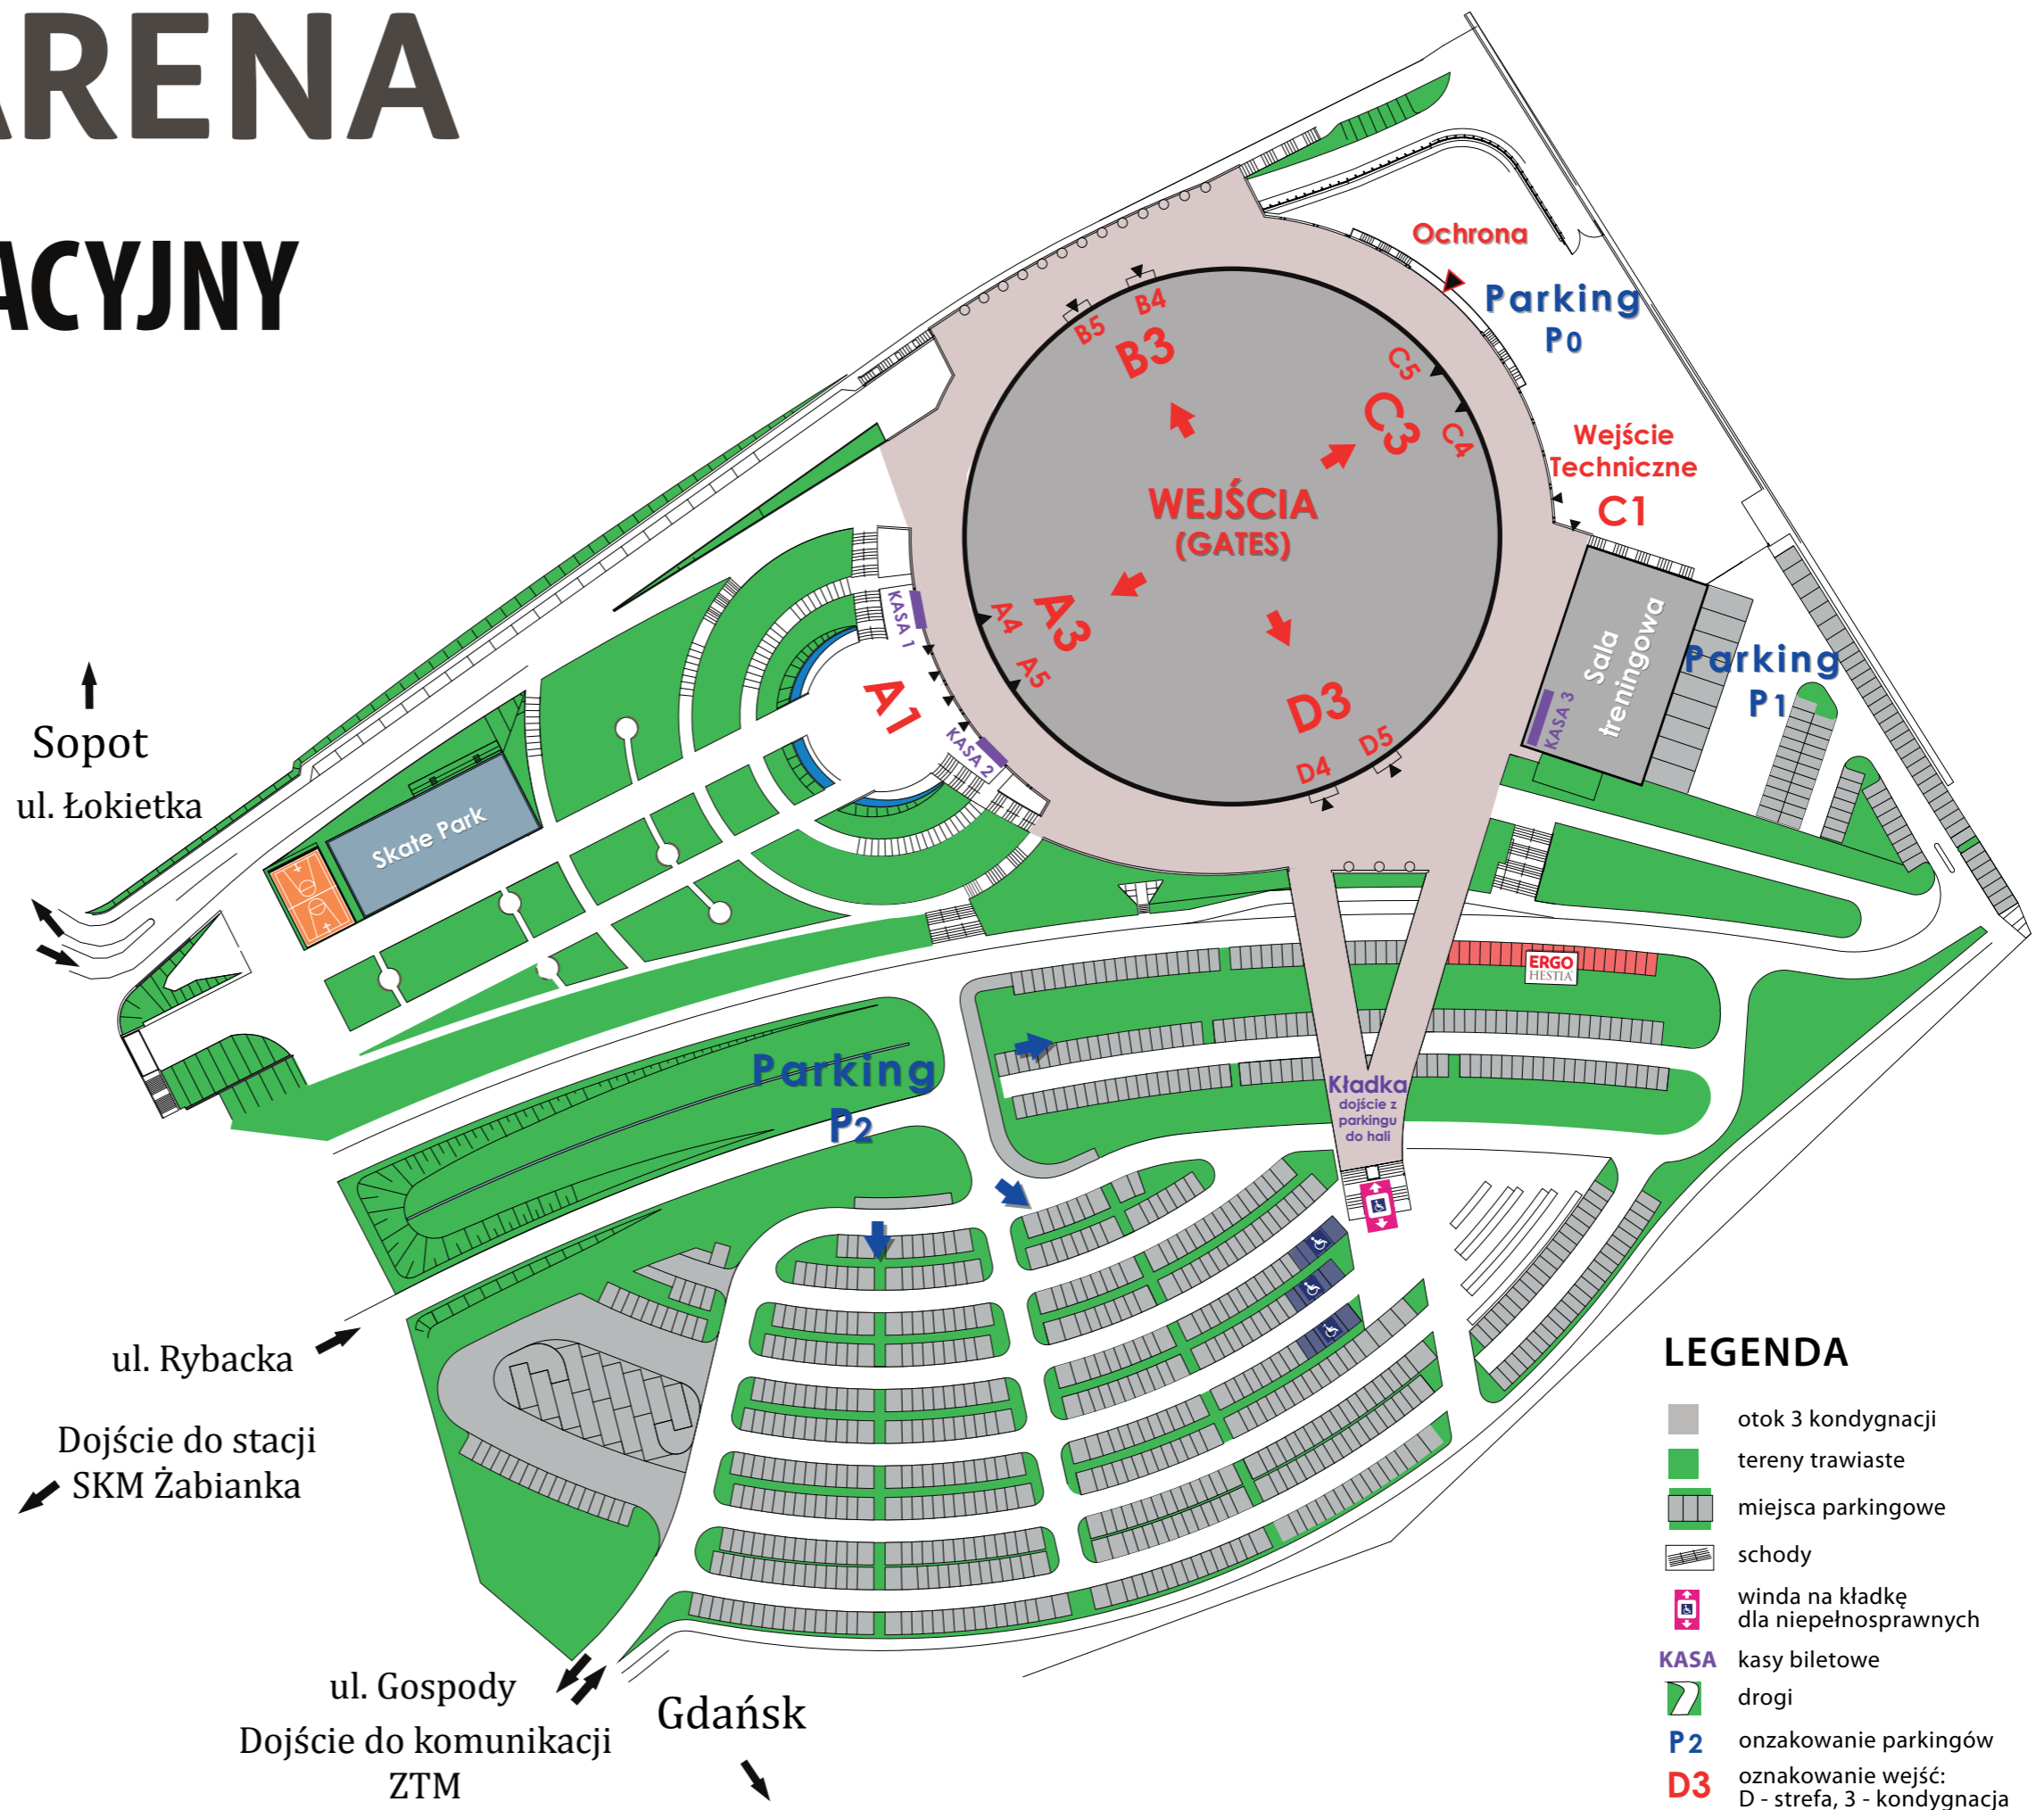 ARENA
ACYJNY
Ochrona
Parking
P0
B4
B5
B3
C5
C3
C4
Wejście
Techniczne
C1
WEJŚCIA
(GATES)
A4
A3
A5
KASA 1
A1
KASA 2
D3
D5
D4
Sala
treningowa
KASA 3
Parking
P1
Sopot
ul. Łokietka
Skate Park
ERGO
HESTIA
Parking
P2
Kładka
dojście z
parkingu
do hali
ul. Rybacka
Dojście do stacji
SKM Żabianka
ul. Gospody
Dojście do komunikacji
ZTM
Gdańsk
LEGENDA
otok 3 kondygnacji
tereny trawiaste
miejsca parkingowe
schody
winda na kładkę
dla niepełnosprawnych
KASA kasy biletowe
drogi
P2 onzakowanie parkingów
D3 oznakowanie wejść:
D - strefa, 3 - kondygnacja